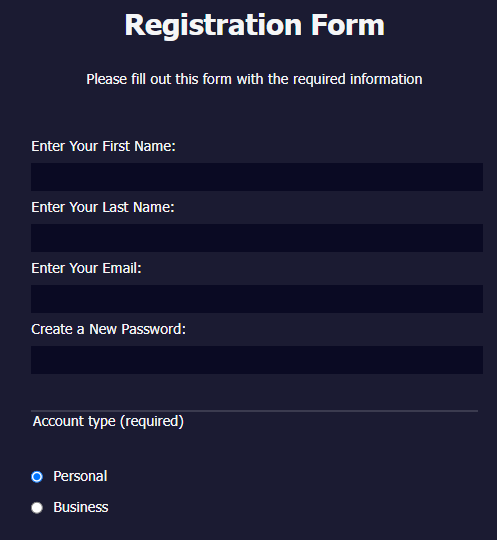 Registration Form
Please fill out this form with the required information
Enter Your First Name:
Enter Your Last Name:
Enter Your Email:
Create a New Password:
Account type (required)
Personal
Business